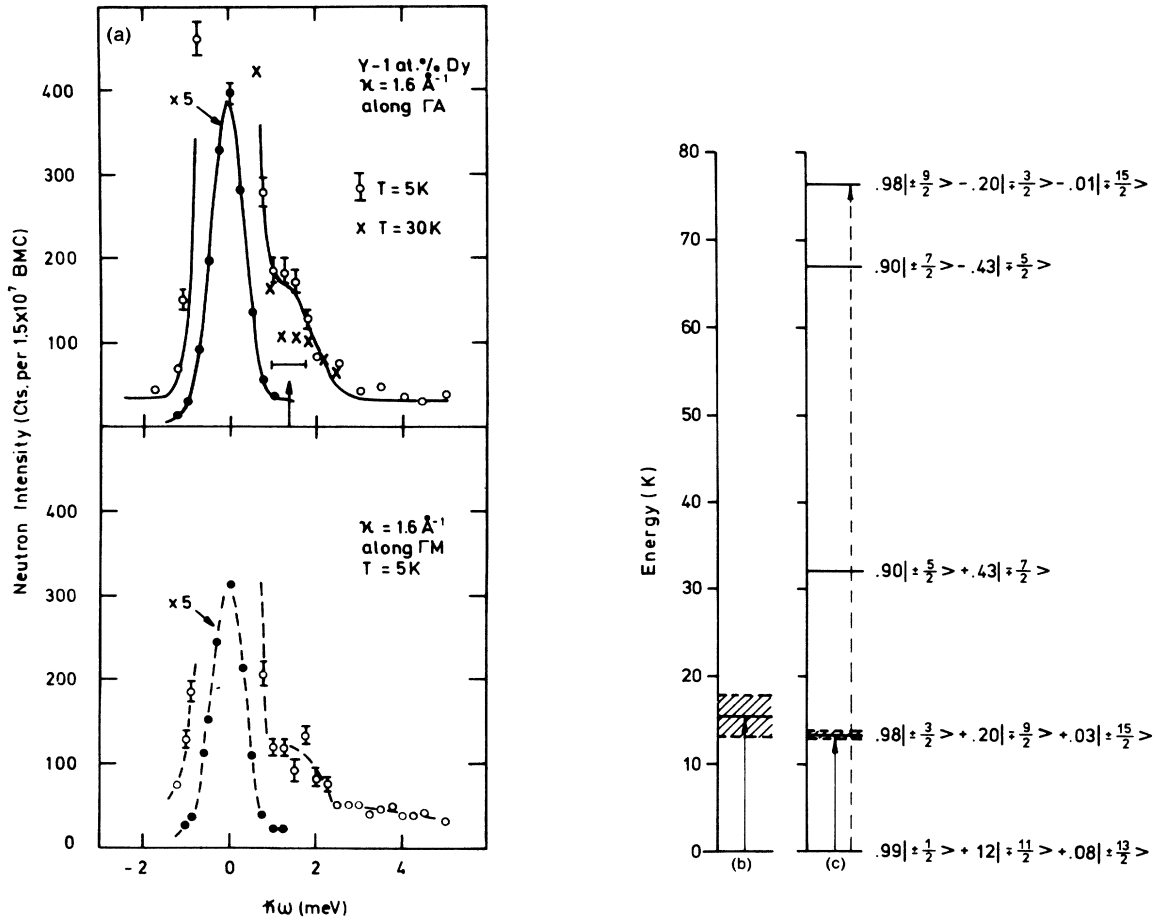 (a)
Y-1 at.% Dy
ϰ = 1.6 Å⁻¹
along ΓA
x 5
T = 5K
x T = 30K
400
300
200
100
Neutron Intensity (Cts. per 1.5x10⁷ BMC)
ϰ = 1.6 Å⁻¹
along ΓM
T = 5K
x 5
400
300
200
100
0
-2 0 2 4
ℏω (meV)
Energy (K)
80
70
60
50
40
30
20
10
0
(b)
(c)
.98|±9/2> -.20|∓3/2> -.01|∓15/2>
.90|±7/2> -.43|∓5/2>
.90|±5/2> +.43|∓7/2>
.98|±3/2> +.20|∓9/2> +.03|±15/2>
.99|±1/2> + 12|∓11/2> +.08|±13/2>